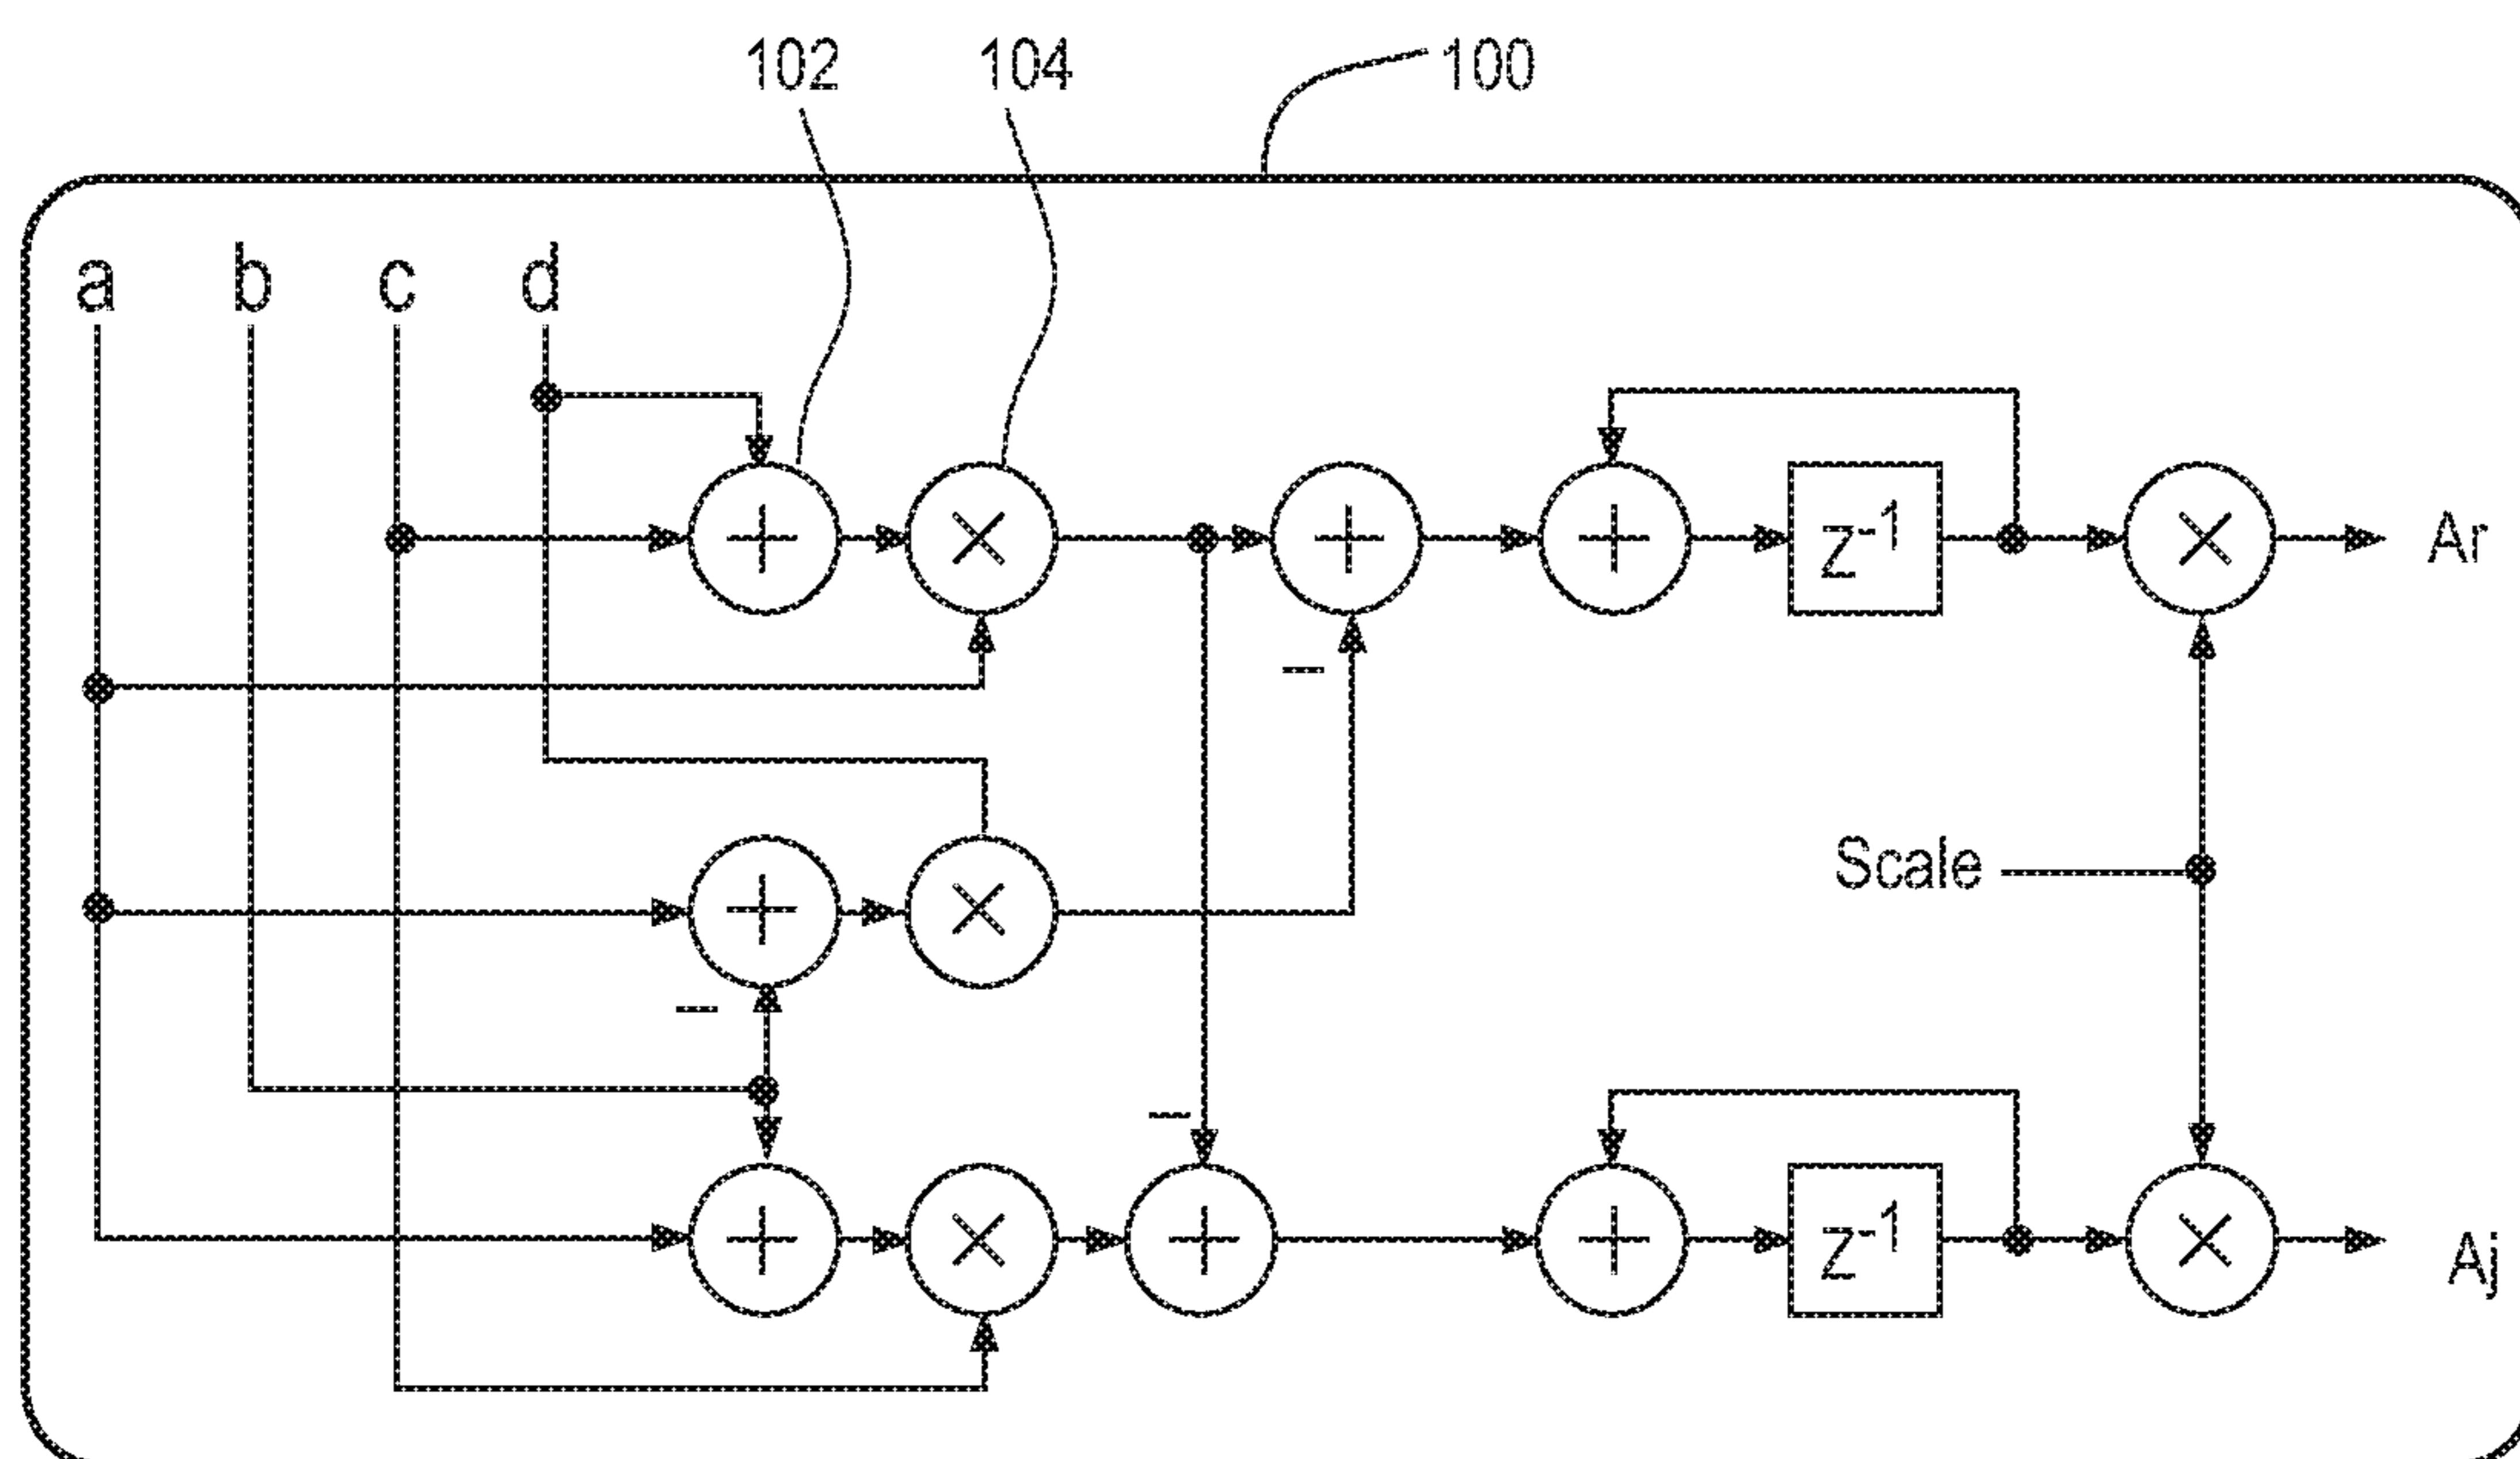 102 104 100
a b c d
+ × + + z-1 × Ar
−
Scale
+ ×
−
−
+ × + + z-1 × Aj